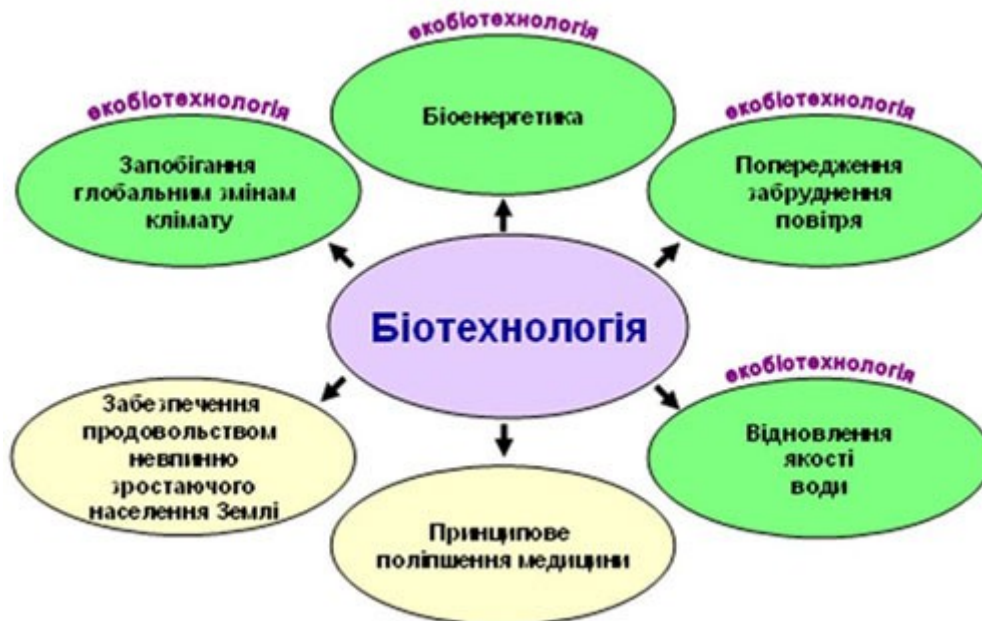 екобіотехнологія
Біоенергетика
екобіотехнологія
Запобігання
глобальним змінам
клімату
екобіотехнологія
Попередження
забруднення
повітря
Біотехнологія
Забезпечення
продовольством
невпинно
зростаючого
населення Землі
Принципове
поліпшення медицини
екобіотехнологія
Відновлення
якості
води